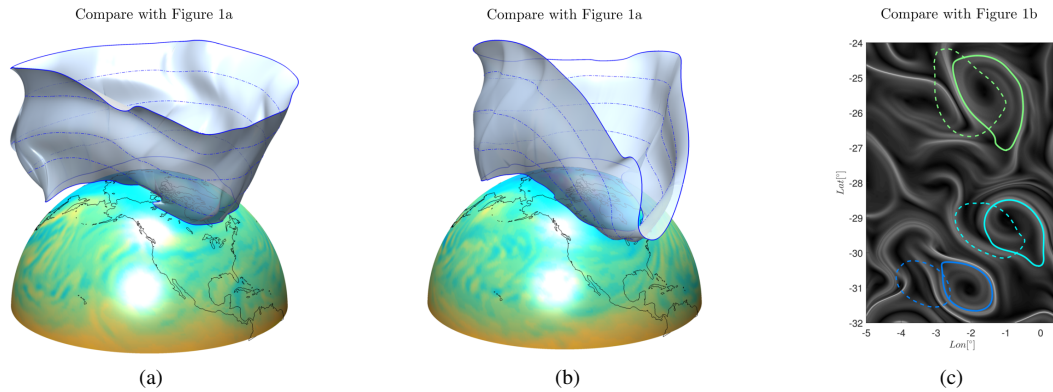 Compare with Figure 1a
Compare with Figure 1a
Compare with Figure 1b
-24
-25
-26
-27
-28
-29
-30
-31
-32
Lat[°]
-5 -4 -3 -2 -1 0
Lon[°]
(a)
(b)
(c)